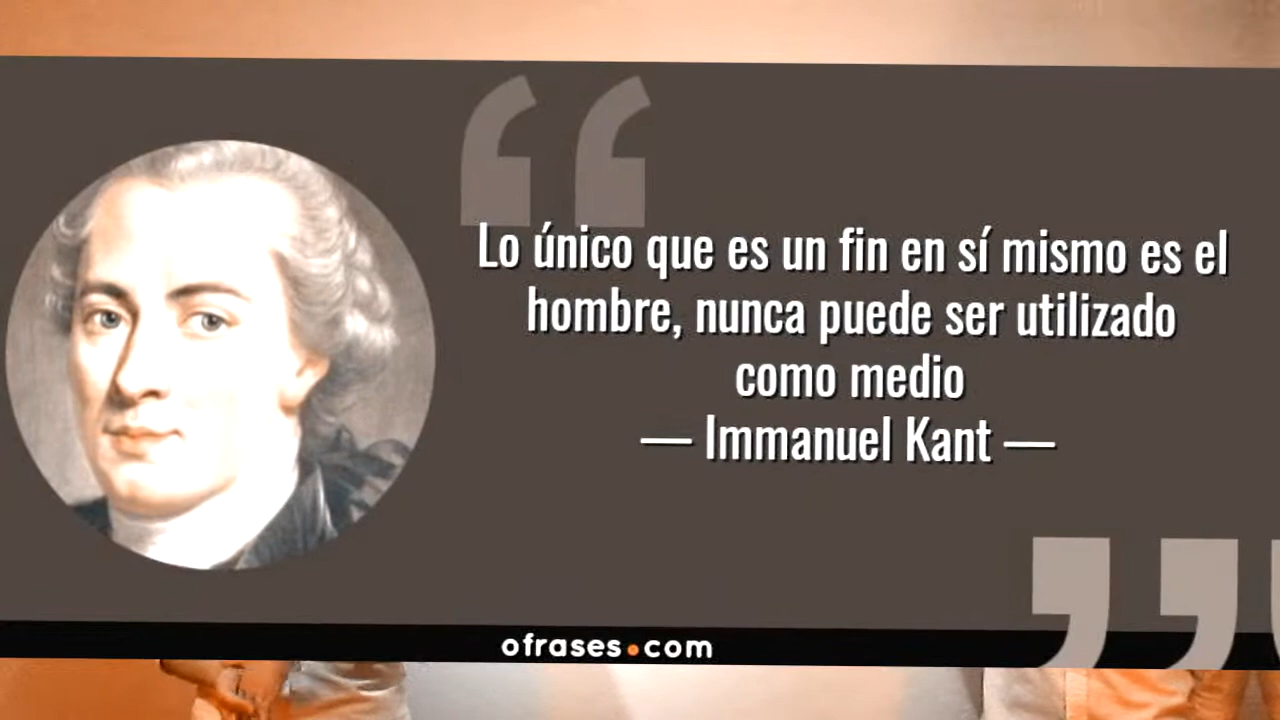 Lo único que es un fin en sí mismo es el
hombre, nunca puede ser utilizado
como medio
— Immanuel Kant —
ofrases.com